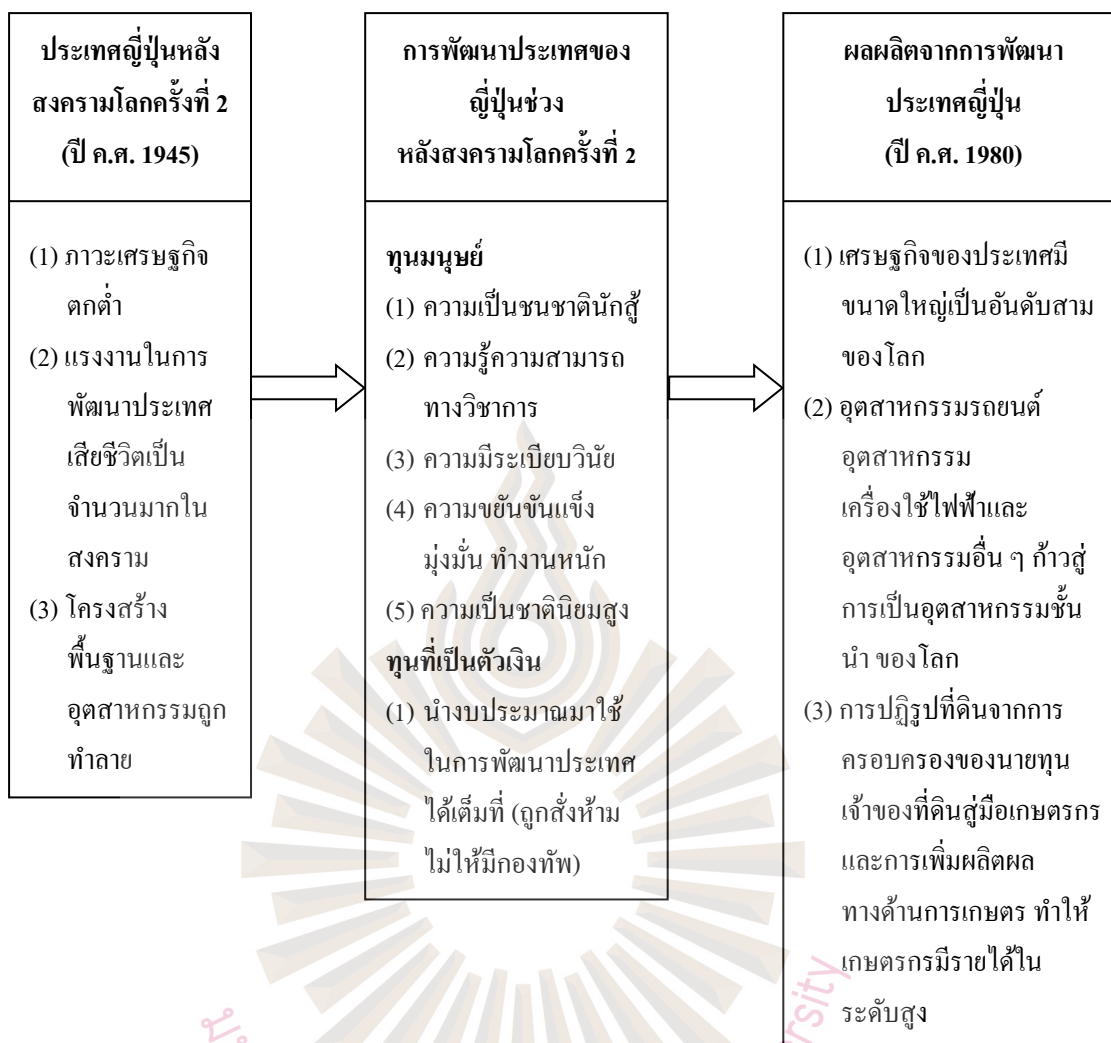 ประเทศญี่ปุ่นหลัง
สงครามโลกครั้งที่ 2
(ปี ค.ศ. 1945)
(1) ภาวะเศรษฐกิจ
ตกต่ำ
(2) แรงงานในการ
พัฒนาประเทศ
เสียชีวิตเป็น
จำนวนมากใน
สงคราม
(3) โครงสร้าง
พื้นฐานและ
อุตสาหกรรมถูก
ทำลาย
การพัฒนาประเทศของ
ญี่ปุ่นช่วง
หลังสงครามโลกครั้งที่ 2
ทุนมนุษย์
(1) ความเป็นชนชาตินักสู้
(2) ความรู้ความสามารถ
ทางวิชาการ
(3) ความมีระเบียบวินัย
(4) ความขยันขันแข็ง
มุ่งมั่น ทำงานหนัก
(5) ความเป็นชาตินิยมสูง
ทุนที่เป็นตัวเงิน
(1) นำงบประมาณมาใช้
ในการพัฒนาประเทศ
ได้เต็มที่ (ถูกสั่งห้าม
ไม่ให้มีกองทัพ)
ผลผลิตจากการพัฒนา
ประเทศญี่ปุ่น
(ปี ค.ศ. 1980)
(1) เศรษฐกิจของประเทศมี
ขนาดใหญ่เป็นอันดับสาม
ของโลก
(2) อุตสาหกรรมรถยนต์
อุตสาหกรรม
เครื่องใช้ไฟฟ้าและ
อุตสาหกรรมอื่น ๆ ก้าวสู่
การเป็นอุตสาหกรรมชั้น
นำ ของโลก
(3) การปฏิรูปที่ดินจากการ
ครอบครองของนายทุน
เจ้าของที่ดินสู่มือเกษตรกร
และการเพิ่มผลิตผล
ทางด้านการเกษตร ทำให้
เกษตรกรมีรายได้ใน
ระดับสูง